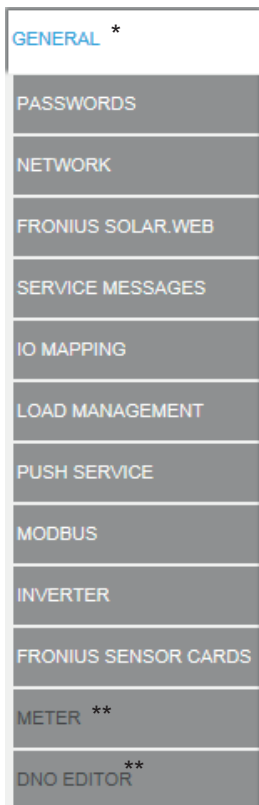 GENERAL *
PASSWORDS
NETWORK
FRONIUS SOLAR.WEB
SERVICE MESSAGES
IO MAPPING
LOAD MANAGEMENT
PUSH SERVICE
MODBUS
INVERTER
FRONIUS SENSOR CARDS
METER **
DNO EDITOR**